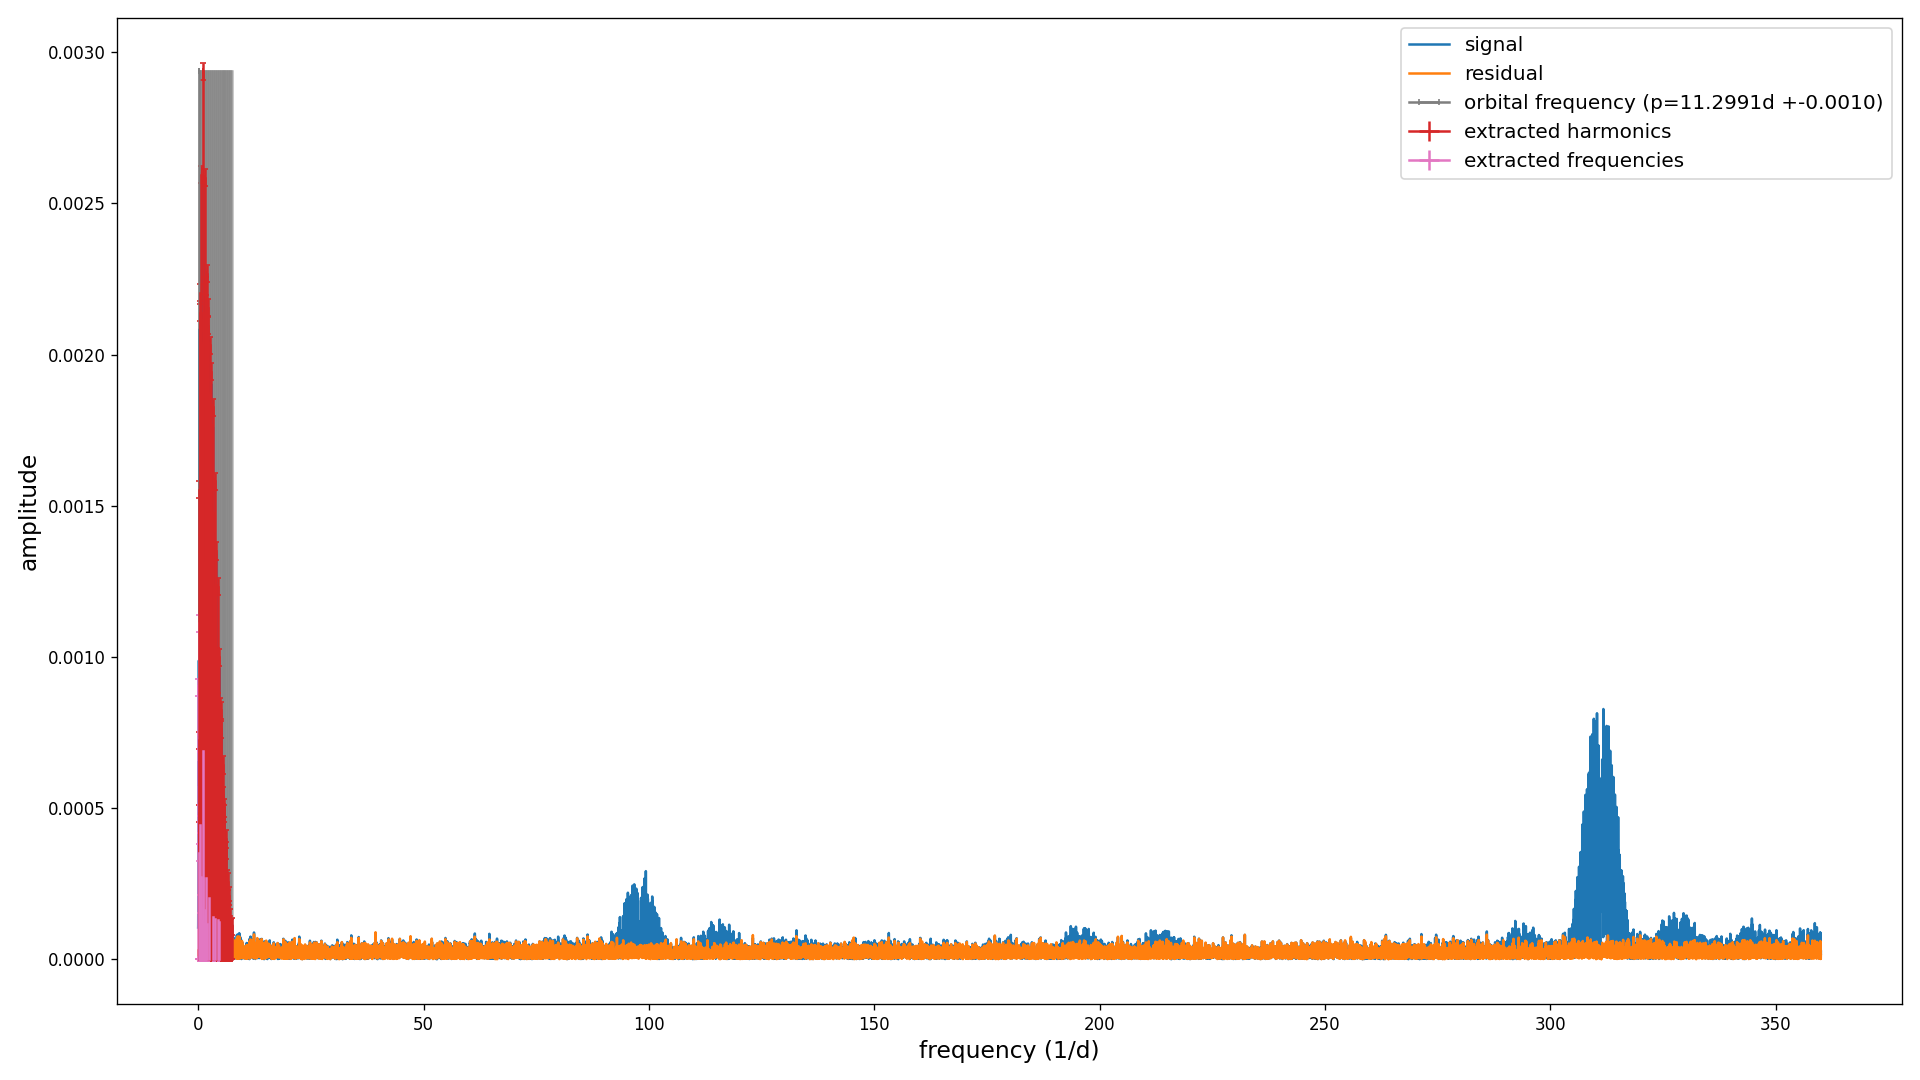 signal
residual
orbital frequency (p=11.2991d +-0.0010)
extracted harmonics
extracted frequencies
0.0030
0.0025
0.0020
0.0015
0.0010
0.0005
0.0000
amplitude
0 50 100 150 200 250 300 350
frequency (1/d)